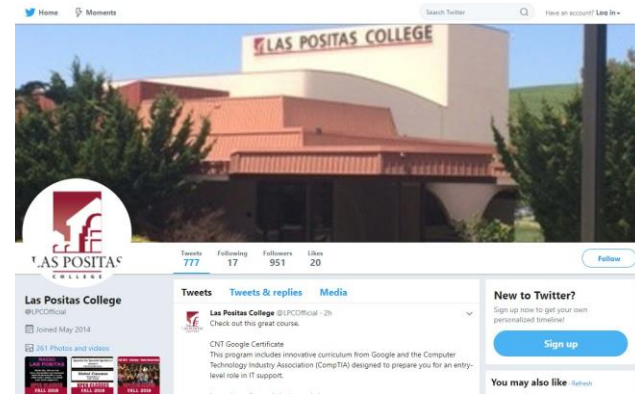 Home Moments Search Twitter Have an account? Log in
LAS POSITAS COLLEGE
LAS POSITAS
COLLEGE
Tweets Following Followers Likes
777 17 951 20
Follow
Las Positas College
@LPCOfficial
Joined May 2014
261 Photos and videos
FALL 2018 FALL 2018 FALL 2018
Tweets Tweets & replies Media
Las Positas College @LPCOfficial · 2h
Check out this great course.
CNT Google Certificate
This program includes innovative curriculum from Google and the Computer
Technology Industry Association (CompTIA) designed to prepare you for an entry-
level role in IT support.
New to Twitter?
Sign up now to get your own
personalized timeline!
Sign up
You may also like · Refresh